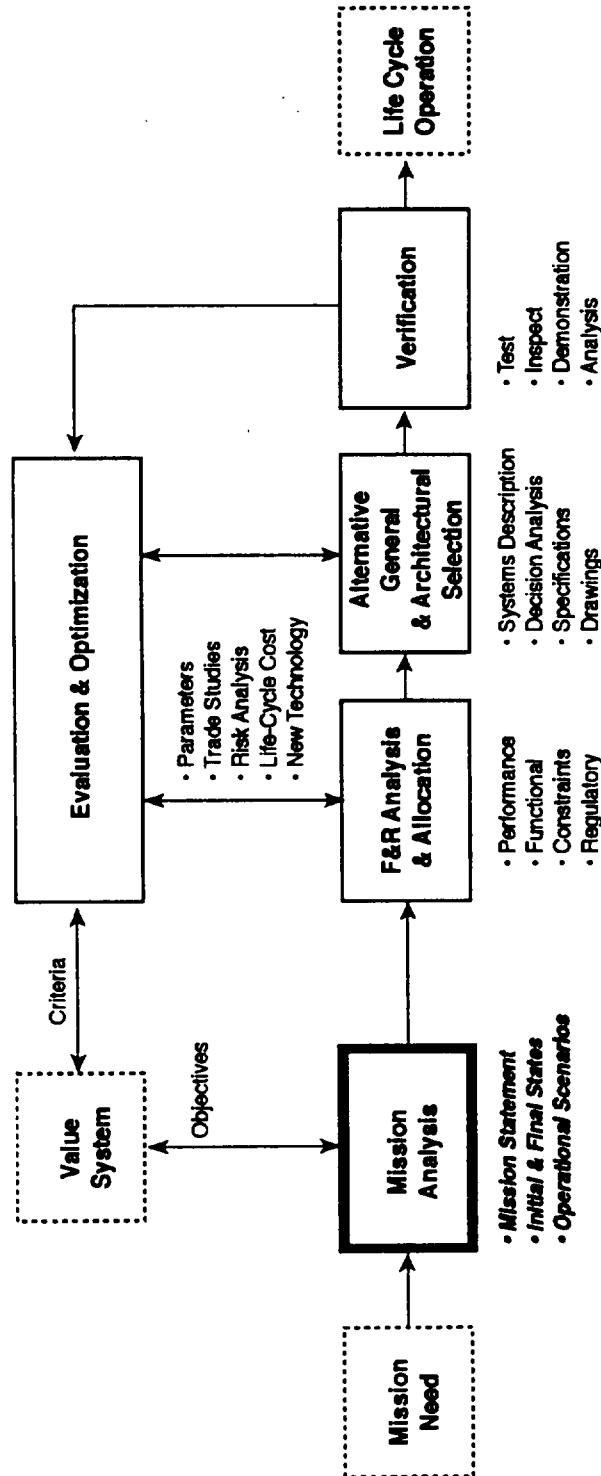 Value
System
Criteria
Evaluation & Optimization
Objectives
• Parameters
• Trade Studies
• Risk Analysis
• Life-Cycle Cost
• New Technology
Mission
Need
Mission
Analysis
F&R Analysis
& Allocation
Alternative
General
& Architectural
Selection
Verification
Life Cycle
Operation
• Mission Statement
• Initial & Final States
• Operational Scenarios
• Performance
• Functional
• Constraints
• Regulatory
• Systems Description
• Decision Analysis
• Specifications
• Drawings
• Test
• Inspect
• Demonstration
• Analysis